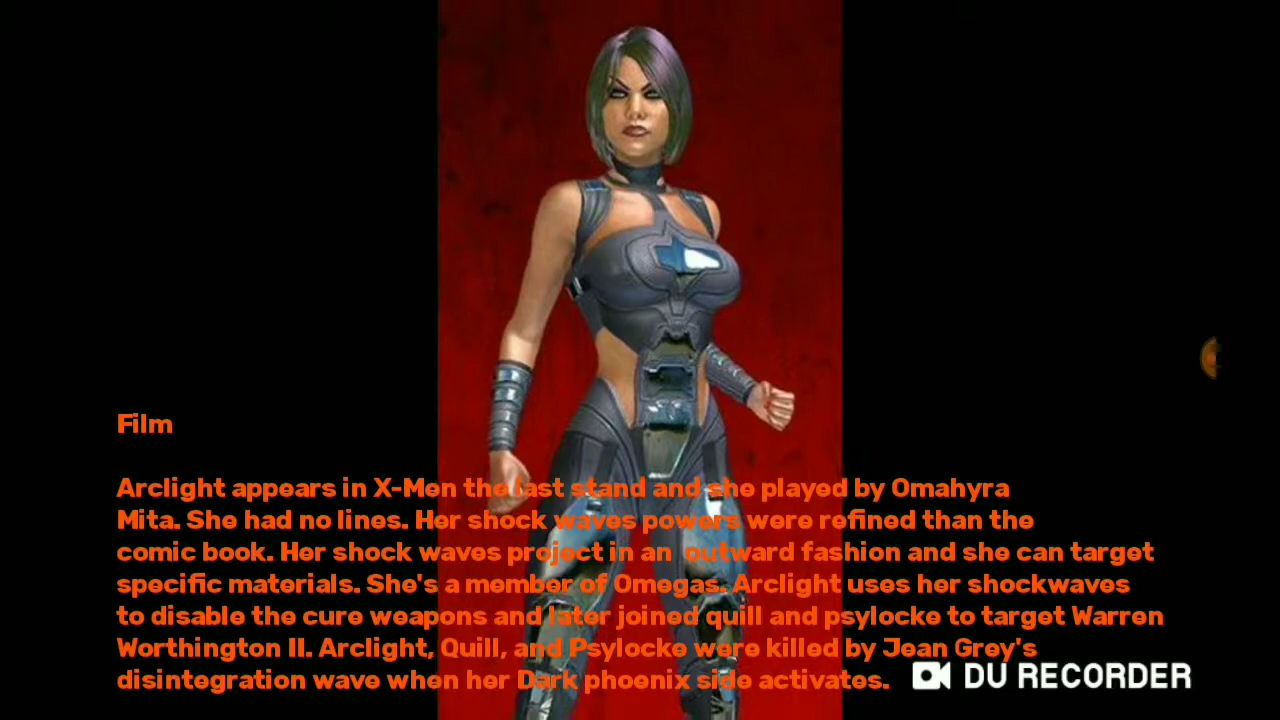 Film
Arclight appears in X-Men the last stand and she played by Omahyra
Mita. She had no lines. Her shock waves powers were refined than the
comic book. Her shock waves project in an outward fashion and she can target
specific materials. She's a member of Omegas. Arclight uses her shockwaves
to disable the cure weapons and later joined quill and psylocke to target Warren
Worthington II. Arclight, Quill, and Psylocke were killed by Jean Grey's
disintegration wave when her Dark phoenix side activates.
DU RECORDER